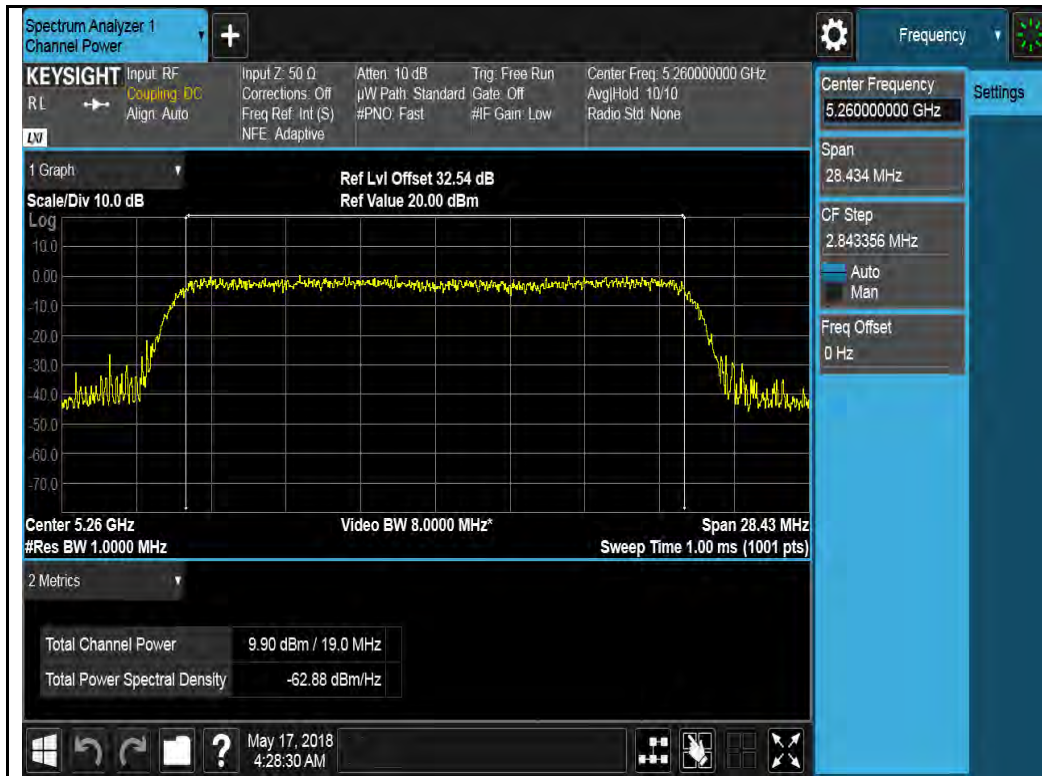 Spectrum Analyzer 1
Channel Power
+
Frequency
KEYSIGHT
RL
LXI
Input: RF
Coupling: DC
Align: Auto
Input Z: 50 Ω
Corrections: Off
Freq Ref: Int (S)
NFE: Adaptive
Atten: 10 dB
µW Path: Standard
#PNO: Fast
Trig: Free Run
Gate: Off
#IF Gain: Low
Center Freq: 5.260000000 GHz
Avg|Hold: 10/10
Radio Std: None
Center Frequency
5.260000000 GHz
Settings
Span
28.434 MHz
CF Step
2.843356 MHz
Auto
Man
Freq Offset
0 Hz
1 Graph
Scale/Div 10.0 dB
Ref Lvl Offset 32.54 dB
Ref Value 20.00 dBm
Log
10.0
0.00
-10.0
-20.0
-30.0
-40.0
-50.0
-60.0
-70.0
Center 5.26 GHz
#Res BW 1.0000 MHz
Video BW 8.0000 MHz*
Span 28.43 MHz
Sweep Time 1.00 ms (1001 pts)
2 Metrics
Total Channel Power 9.90 dBm / 19.0 MHz
Total Power Spectral Density -62.88 dBm/Hz
?
May 17, 2018
4:28:30 AM